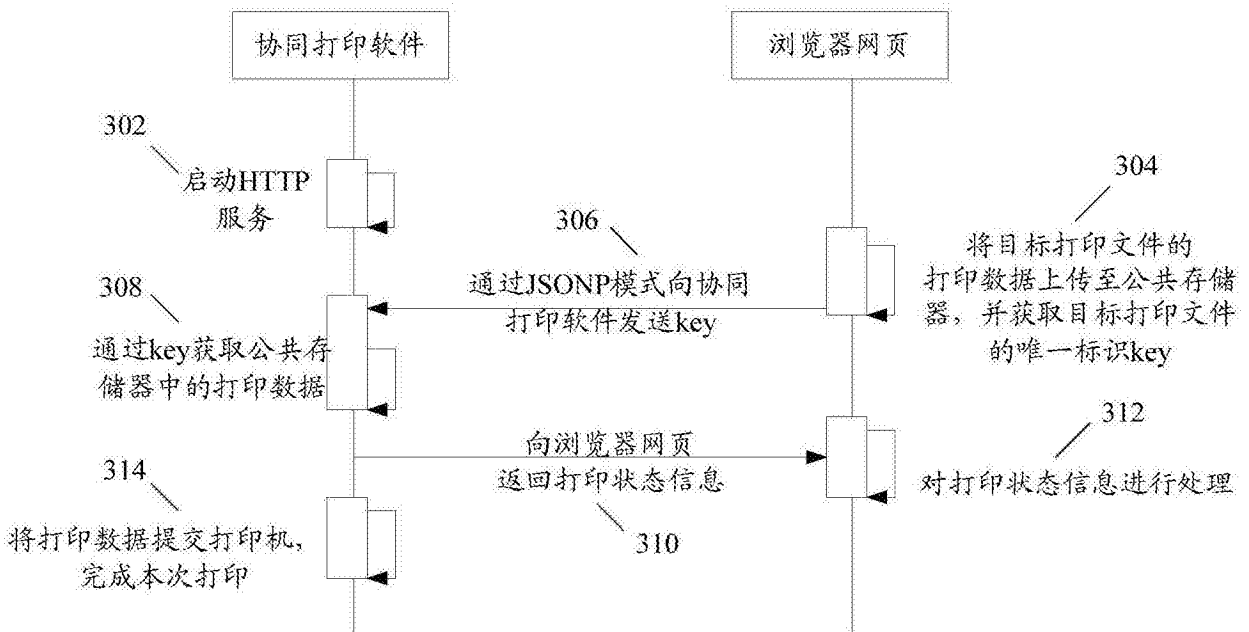 协同打印软件
浏览器网页
302
启动HTTP
服务
304
将目标打印文件的
打印数据上传至公共存储
器，并获取目标打印文件
的唯一标识key
306
通过JSONP模式向协同
打印软件发送key
308
通过key获取公共存
储器中的打印数据
向浏览器网页
返回打印状态信息
310
312
对打印状态信息进行处理
314
将打印数据提交打印机，
完成本次打印